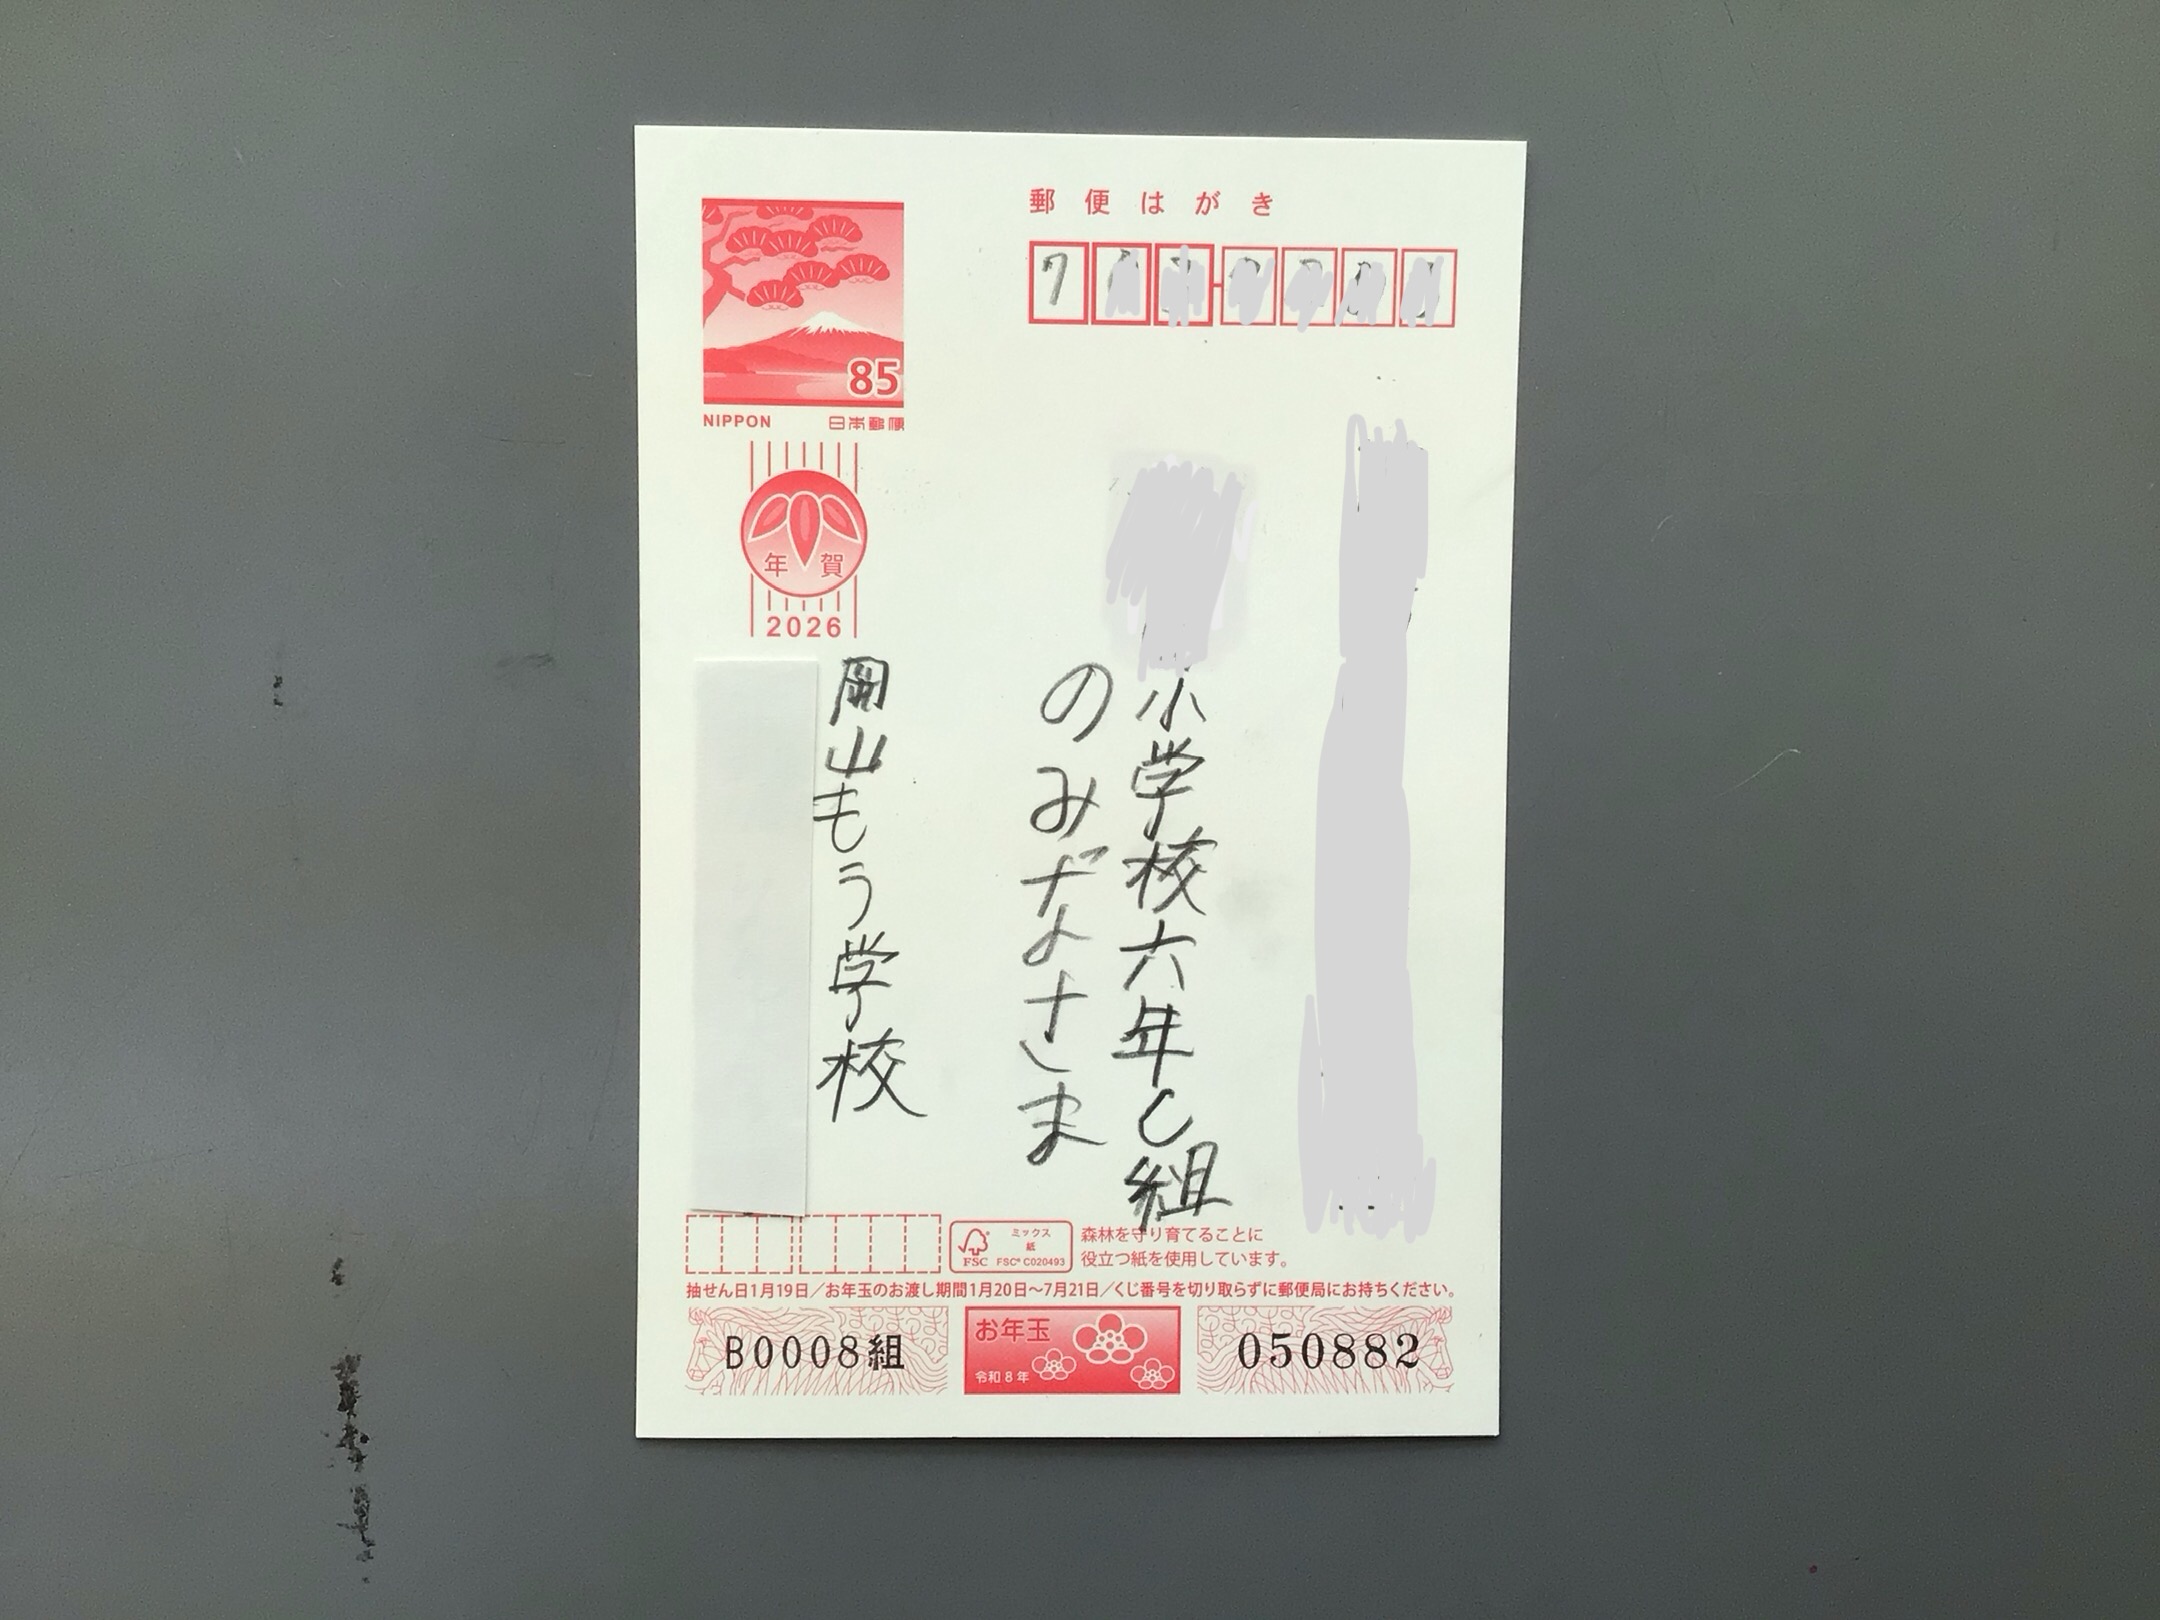 郵便はがき
7
85
NIPPON 日本郵便
年賀
2026
小学校六年C組
のみなさま
岡山もう学校
ミックス
紙
FSC
FSC® C020493
森林を守り育てることに
役立つ紙を使用しています。
抽せん日1月19日／お年玉のお渡し期間1月20日～7月21日／くじ番号を切り取らずに郵便局にお持ちください。
B0008組
お年玉
令和8年
050882